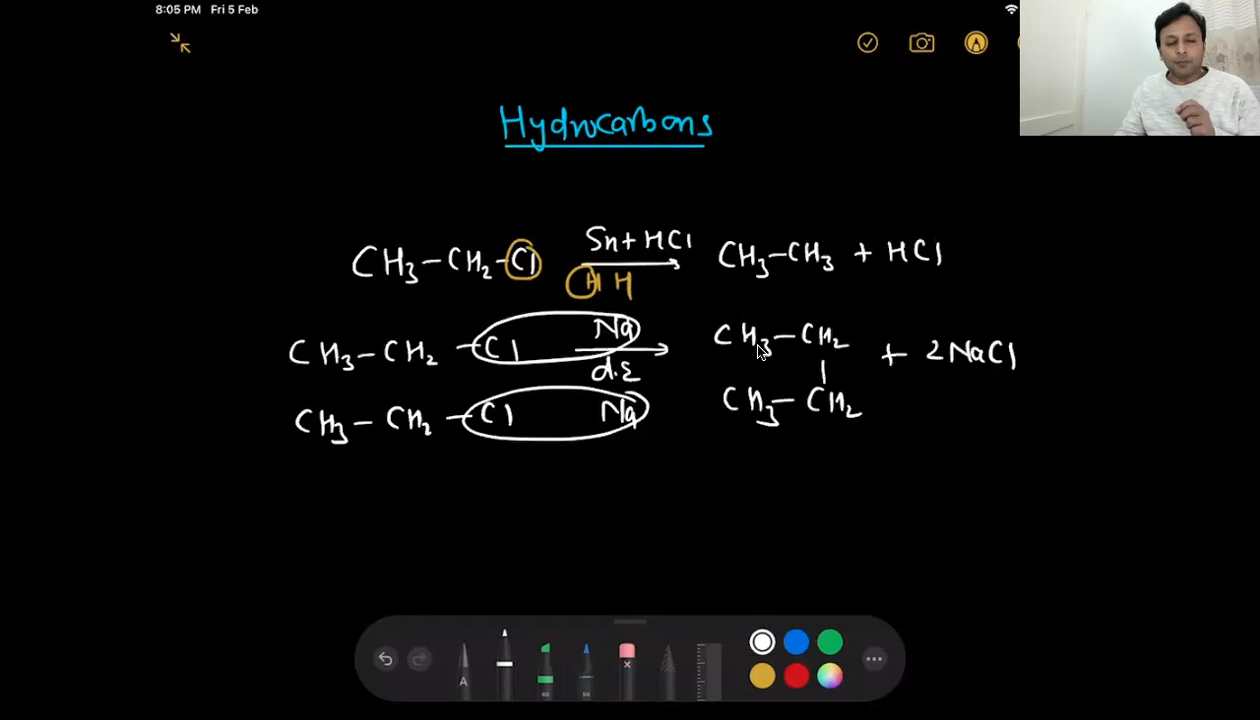 8:05 PM Fri 5 Feb
Hydrocarbons
CH3-CH2-Cl Sn+HCl CH3-CH3 + HCl
H H
CH3-CH2-Cl Na CH3-CH2 + 2NaCl
d.E
CH3-CH2-Cl Na CH3-CH2
A